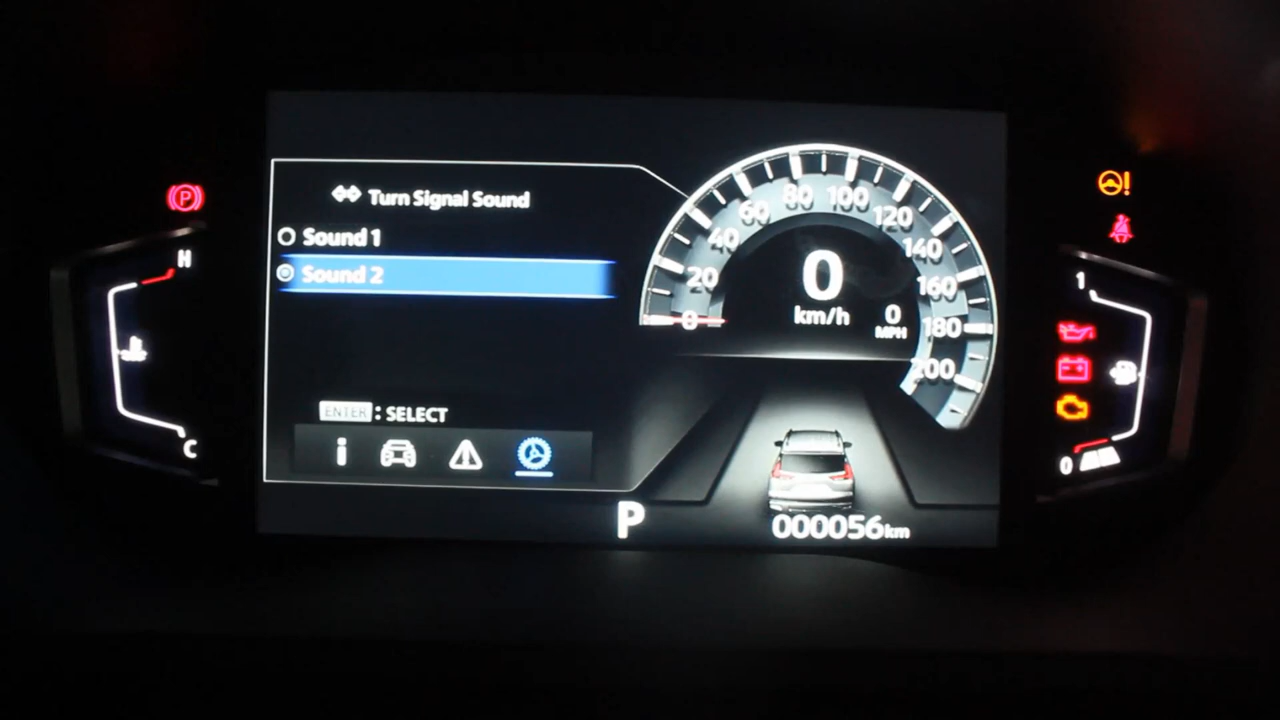 Turn Signal Sound
Sound 1
Sound 2
ENTER : SELECT
P
H
C
0
20
40
60
80
100
120
140
160
180
200
0
km/h
0
MPH
P
000056km
1
0